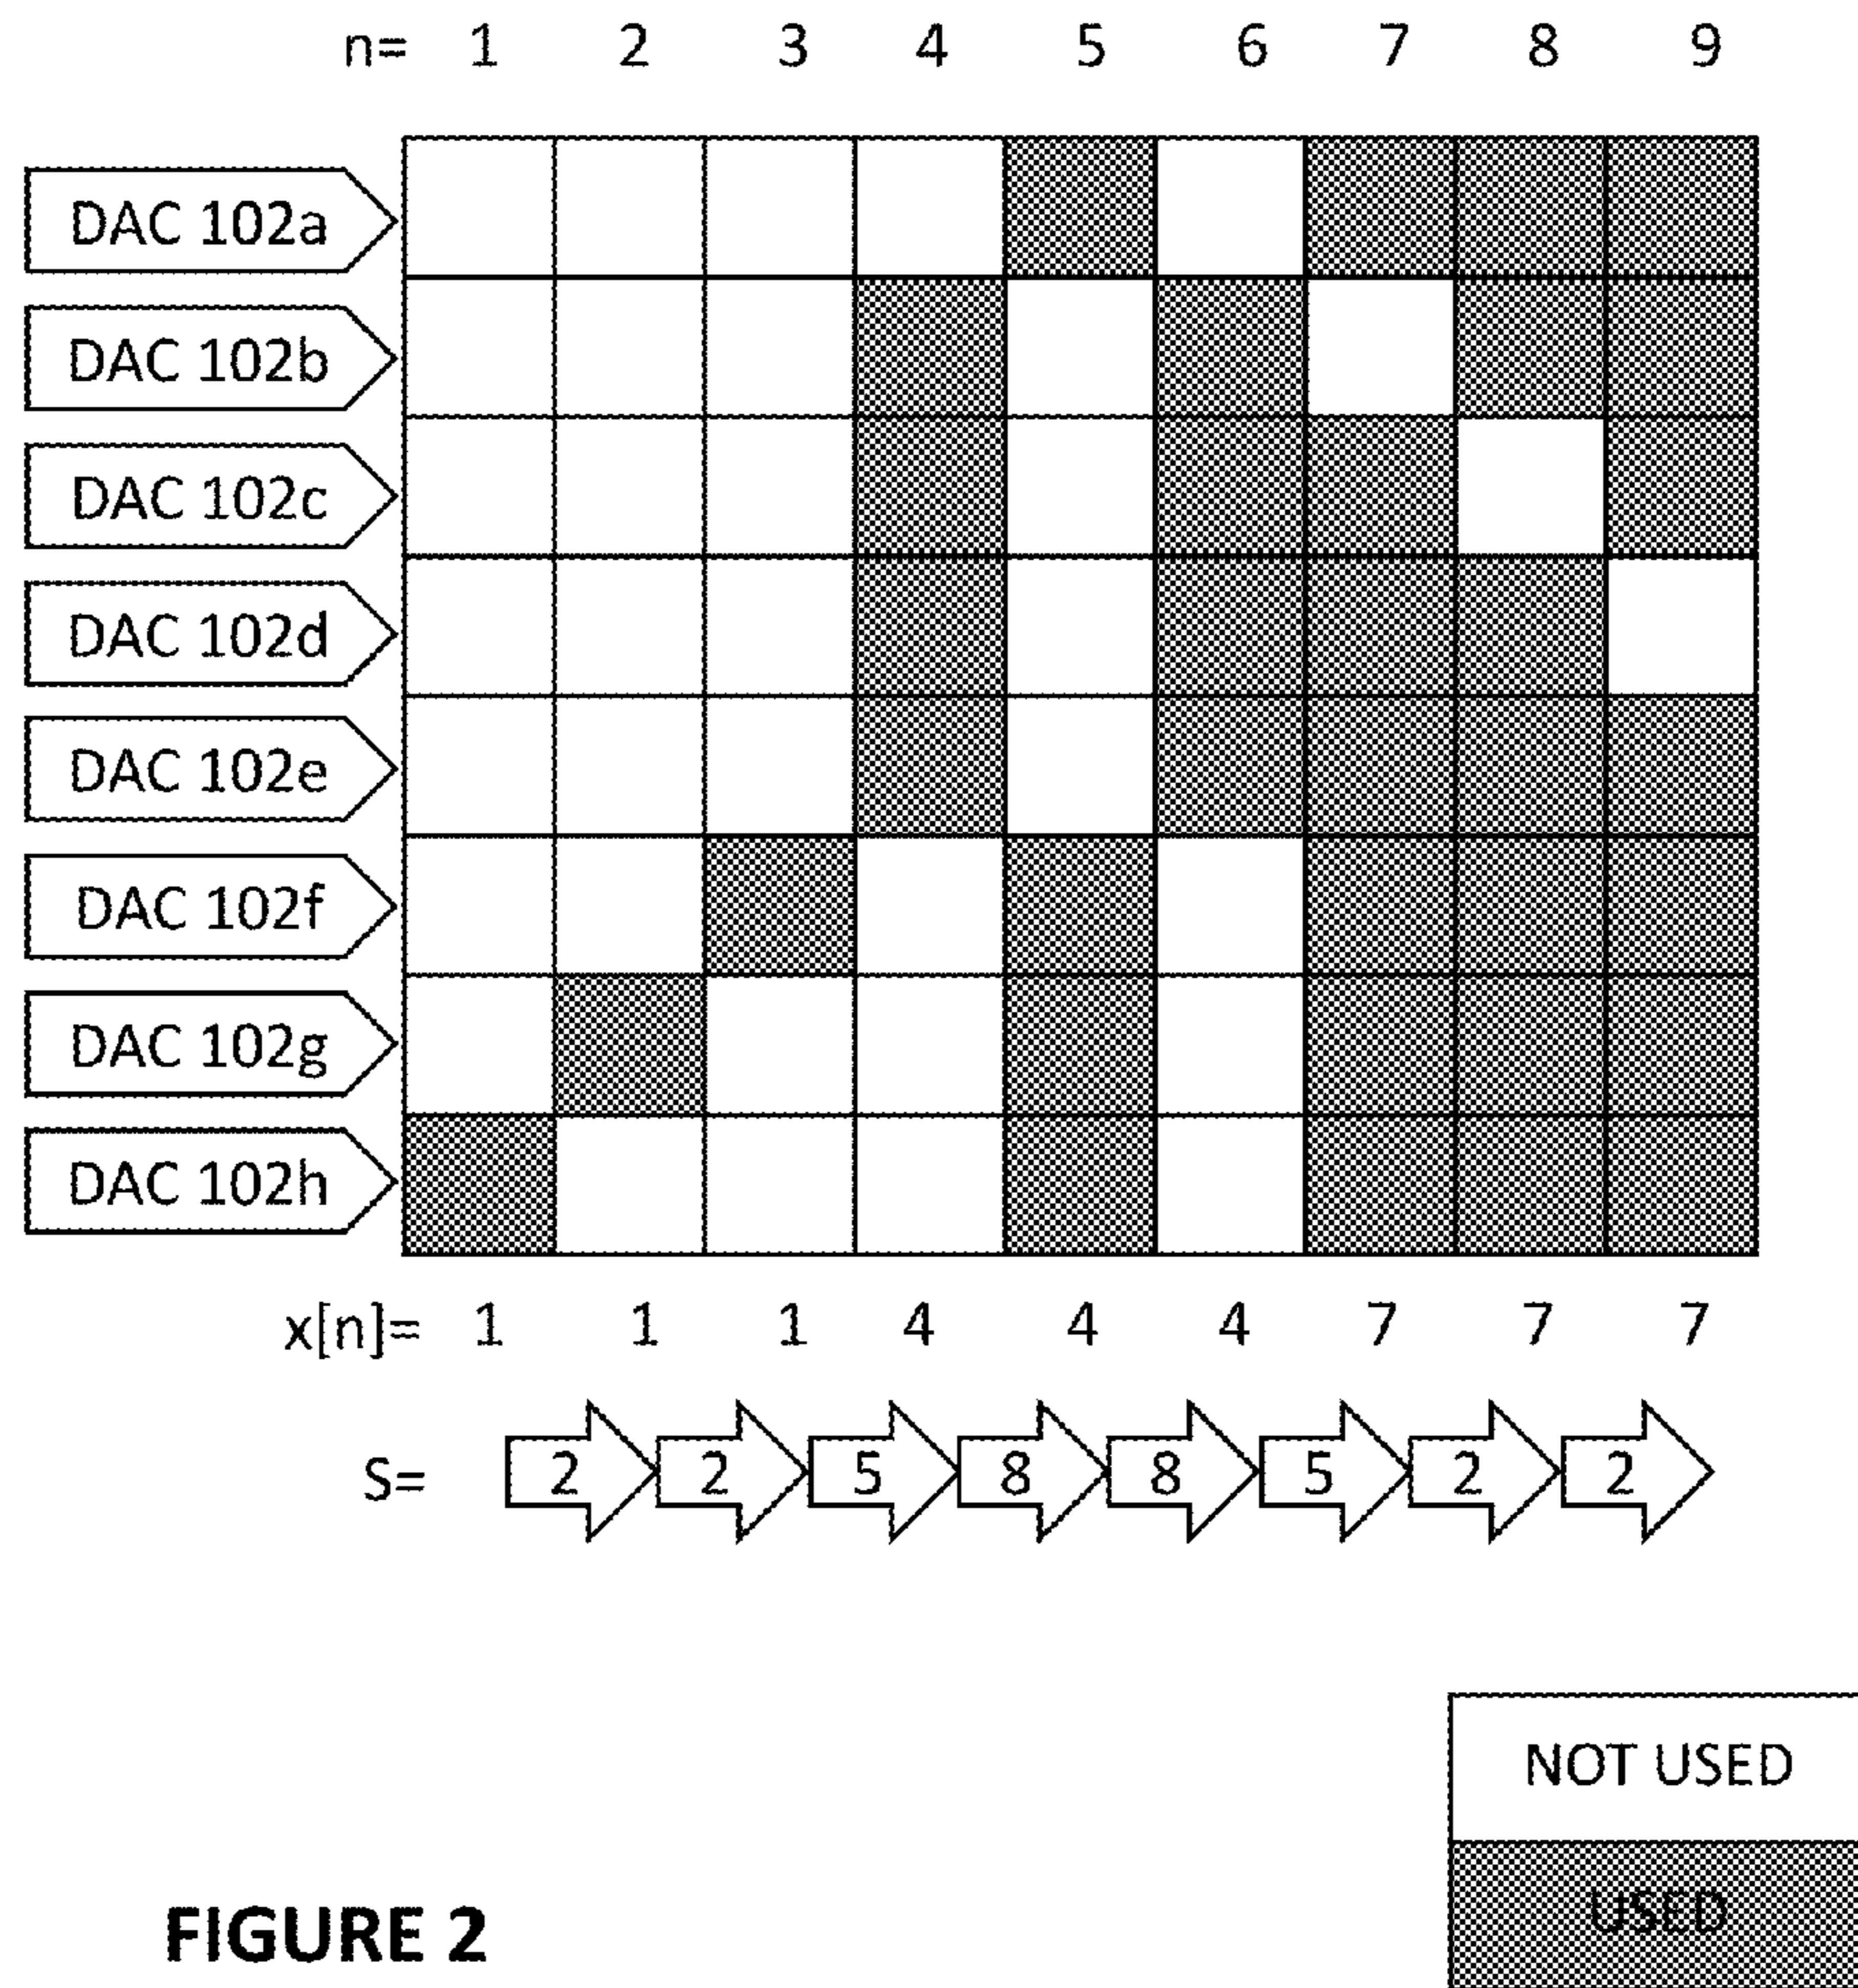 n= 1 2 3 4 5 6 7 8 9
DAC 102a
DAC 102b
DAC 102c
DAC 102d
DAC 102e
DAC 102f
DAC 102g
DAC 102h
x[n]= 1 1 1 4 4 4 7 7 7
S= 2 2 5 8 8 5 2 2
NOT USED
USED
FIGURE 2